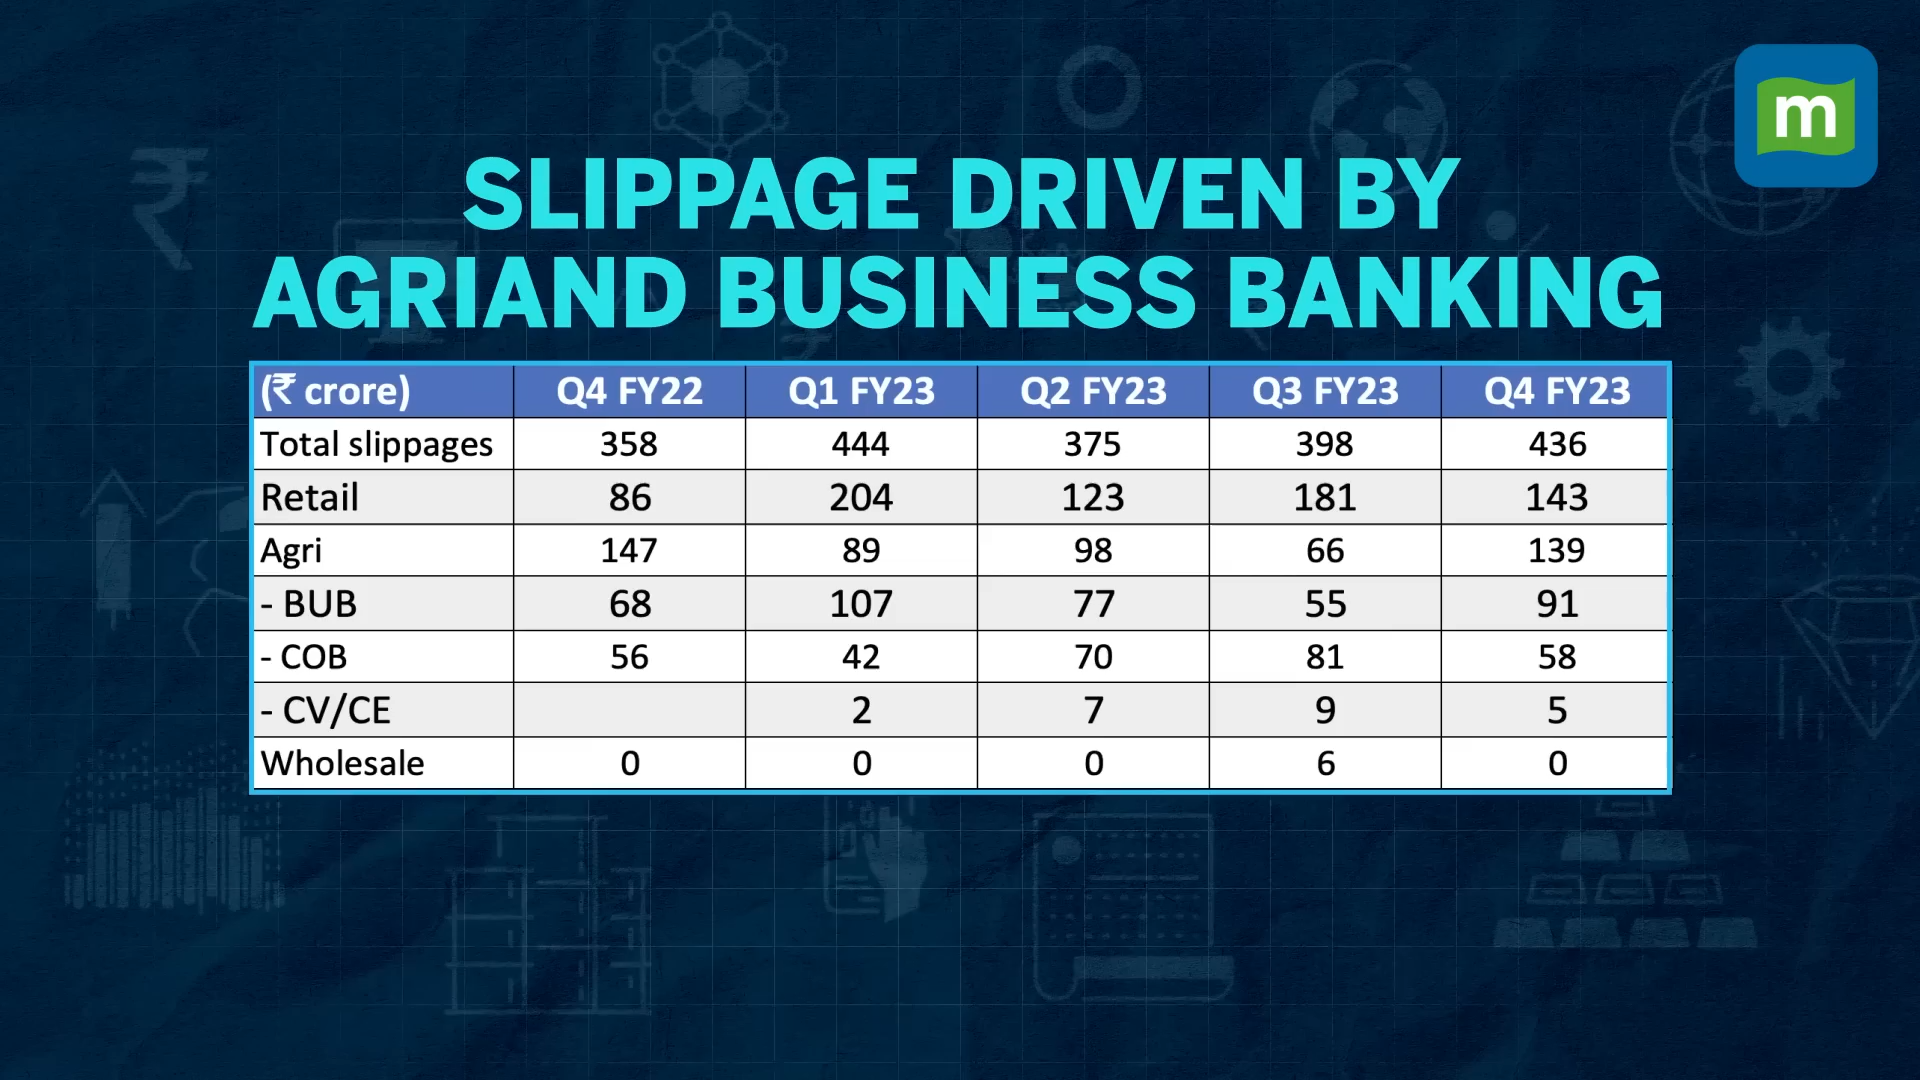 m
SLIPPAGE DRIVEN BY
AGRIAND BUSINESS BANKING
(₹ crore) Q4 FY22 Q1 FY23 Q2 FY23 Q3 FY23 Q4 FY23
Total slippages 358 444 375 398 436
Retail 86 204 123 181 143
Agri 147 89 98 66 139
- BUB 68 107 77 55 91
- COB 56 42 70 81 58
- CV/CE 2 7 9 5
Wholesale 0 0 0 6 0